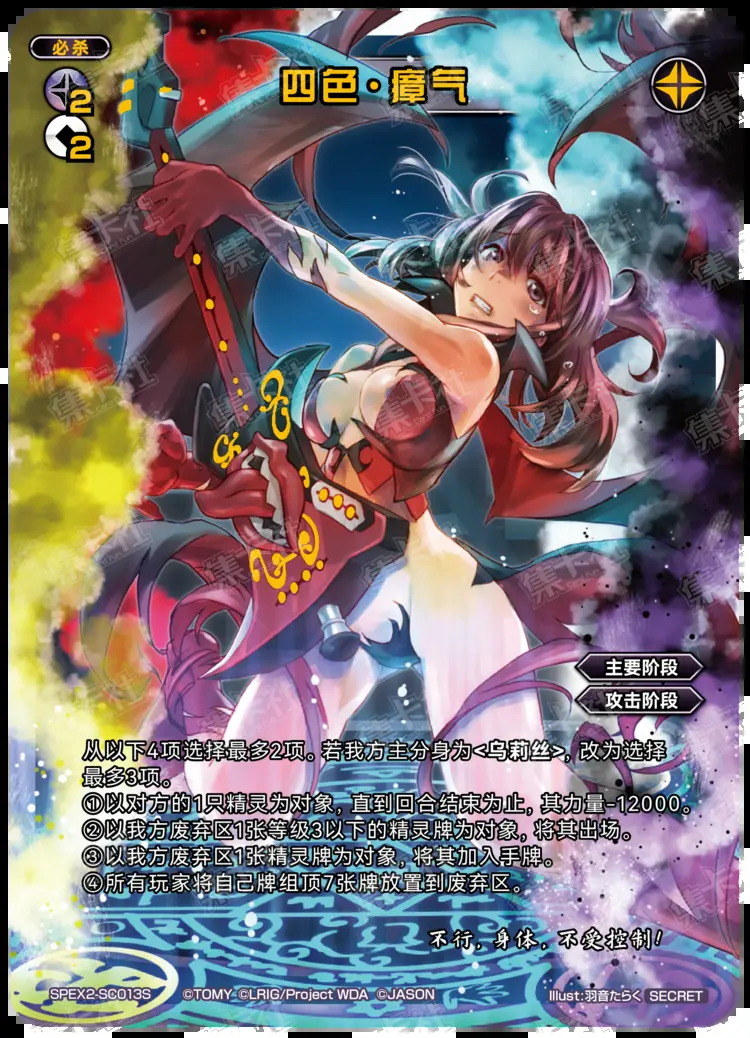 必杀
四色·瘴气
2
2
主要阶段
攻击阶段
从以下4项选择最多2项。若我方主分身为<乌莉丝>，改为选择
最多3项。
①以对方的1只精灵为对象，直到回合结束为止，其力量-12000。
②以我方废弃区1张等级3以下的精灵牌为对象，将其出场。
③以我方废弃区1张精灵牌为对象，将其加入手牌。
④所有玩家将自己牌组顶7张牌放置到废弃区。
不行，身体，不受控制！
SPEX2-SC013S ©TOMY ©LRIG/Project WDA ©JASON Illust:羽音たらく SECRET
集卡社